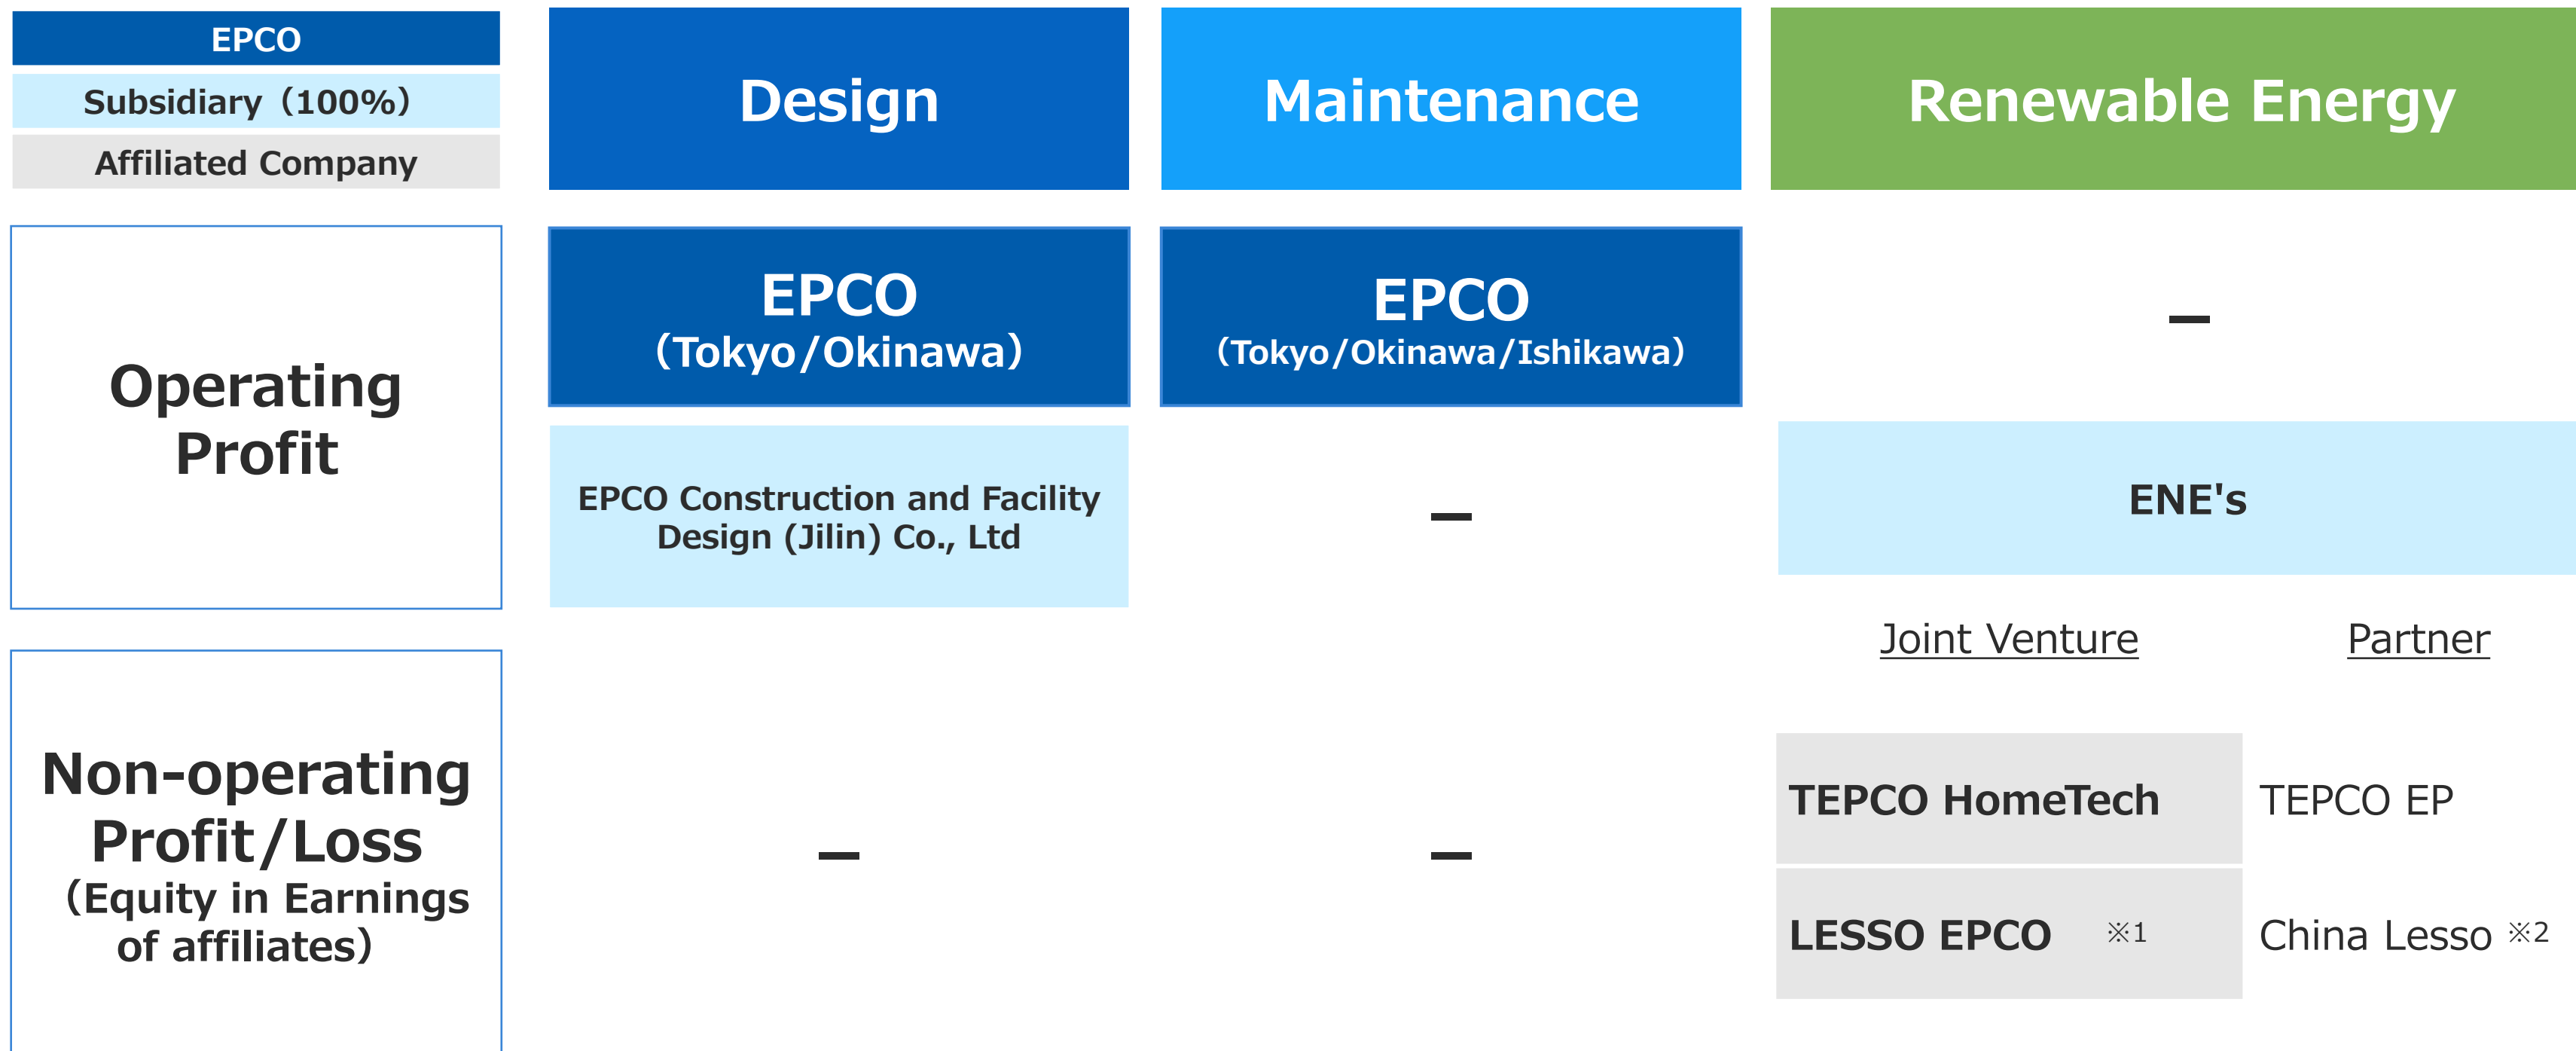 EPCO
Subsidiary（100%）
Affiliated Company
Design
Maintenance
Renewable Energy
Operating
Profit
EPCO
（Tokyo/Okinawa）
EPCO
（Tokyo/Okinawa/Ishikawa）
–
EPCO Construction and Facility
Design (Jilin) Co., Ltd
–
ENE's
Non-operating
Profit/Loss
（Equity in Earnings
of affiliates）
–
–
Joint Venture
Partner
TEPCO HomeTech
TEPCO EP
LESSO EPCO ※1
China Lesso ※2